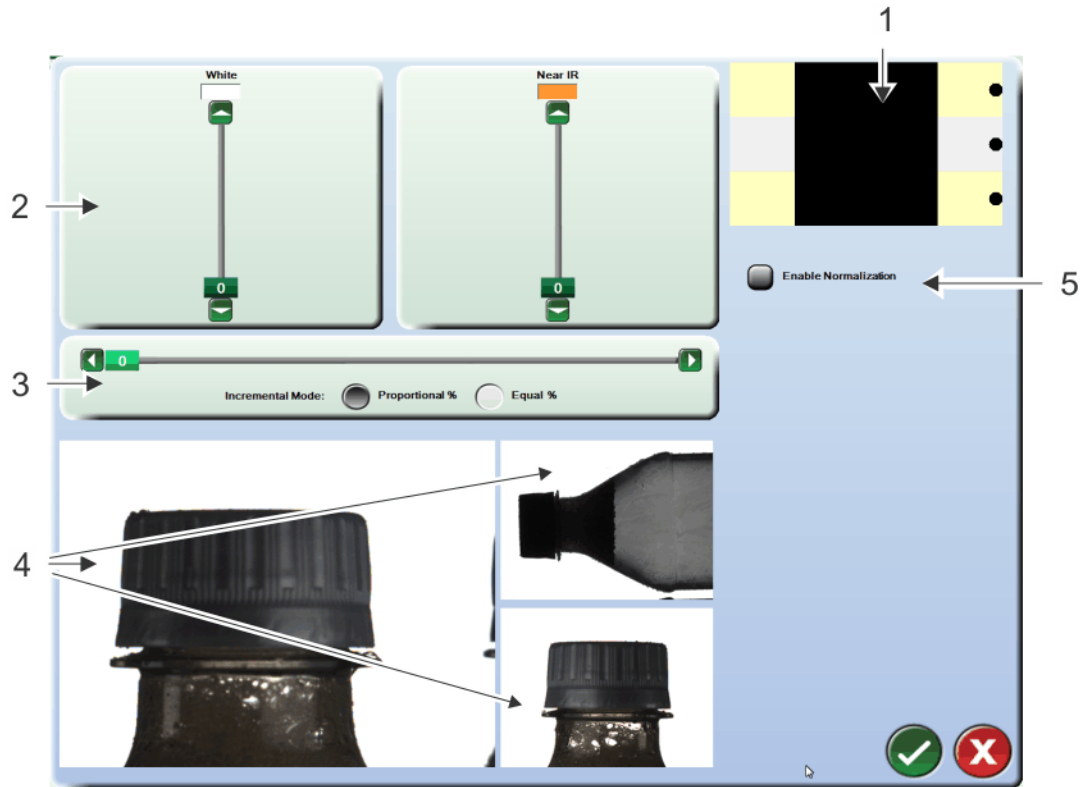 1
White
Near IR
2
0
0
Enable Normalization
5
0
3
Incremental Mode: Proportional % Equal %
4